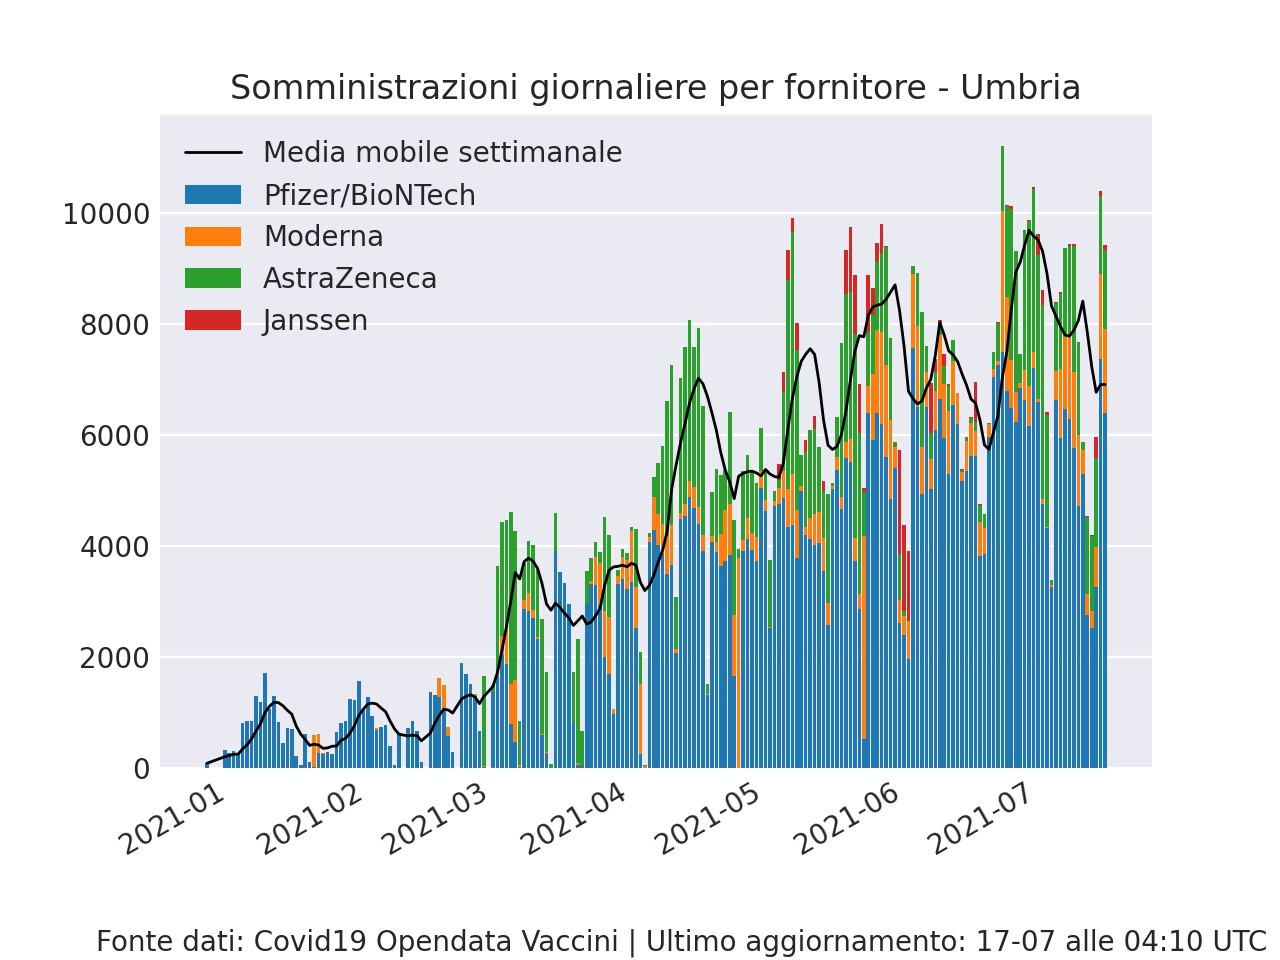 Somministrazioni giornaliere per fornitore - Umbria
Media mobile settimanale
Pfizer/BioNTech
Moderna
AstraZeneca
Janssen
10000
8000
6000
4000
2000
0
2021-01
2021-02
2021-03
2021-04
2021-05
2021-06
2021-07
Fonte dati: Covid19 Opendata Vaccini | Ultimo aggiornamento: 17-07 alle 04:10 UTC